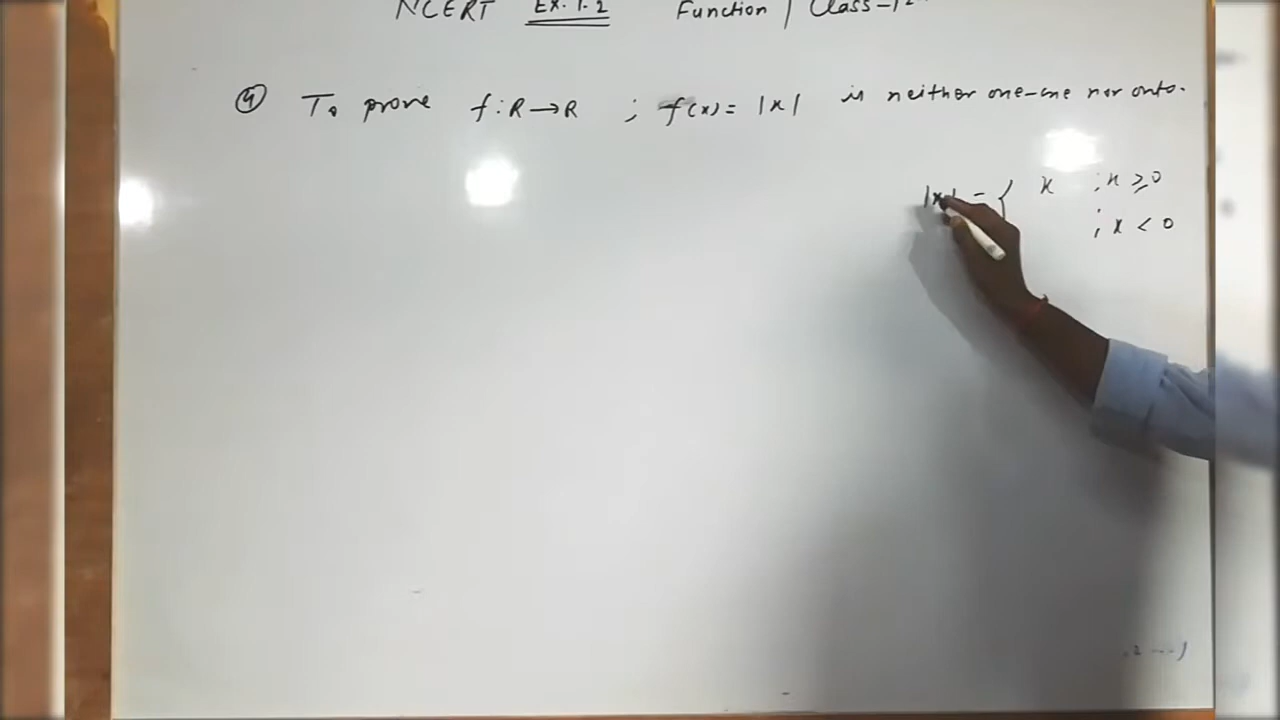 NCERT Ex. 1.2 Function / Class-12
④ To prove f : R → R ; f(x) = |x| is neither one-one nor onto.
|x| = { x ; x ≥ 0
; x < 0